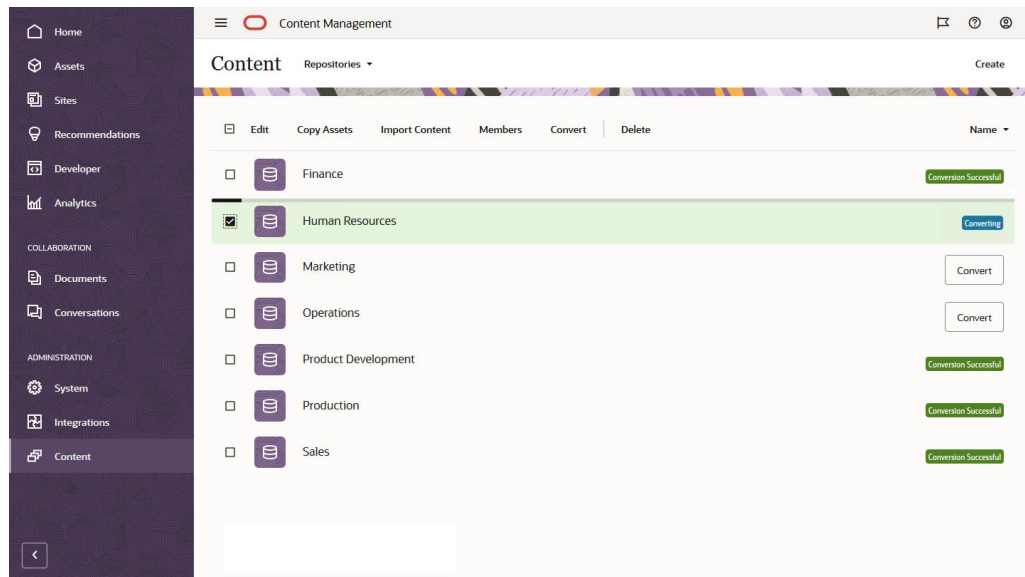 Home
Assets
Sites
Recommendations
Developer
Analytics
COLLABORATION
Documents
Conversations
ADMINISTRATION
System
Integrations
Content
Content Management
Content Repositories Create
Edit Copy Assets Import Content Members Convert Delete Name
Finance Conversion Successful
Human Resources Converting
Marketing Convert
Operations Convert
Product Development Conversion Successful
Production Conversion Successful
Sales Conversion Successful